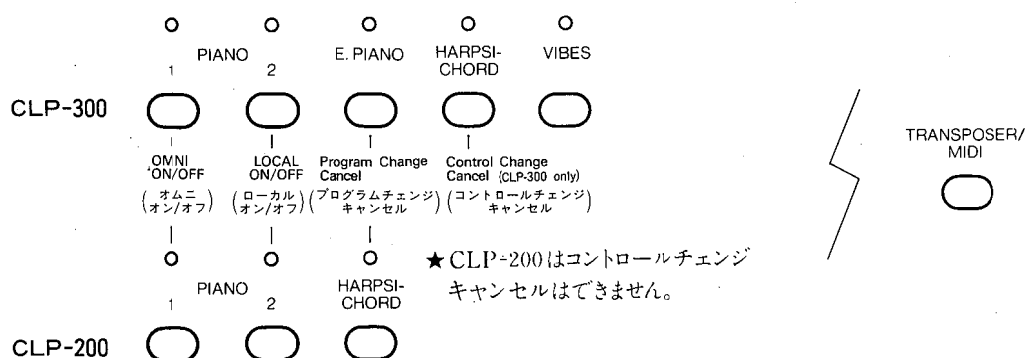 PIANO E. PIANO HARPSI-CHORD VIBES
1 2
CLP-300
TRANSPOSER/
MIDI
OMNI ON/OFF LOCAL ON/OFF Program Change Cancel Control Change Cancel (CLP-300 only)
(オムニ オン/オフ) (ローカル オン/オフ) (プログラムチェンジ キャンセル) (コントロールチェンジ キャンセル)
★CLP-200はコントロールチェンジ
キャンセルはできません。
PIANO HARPSI-CHORD
1 2
CLP-200